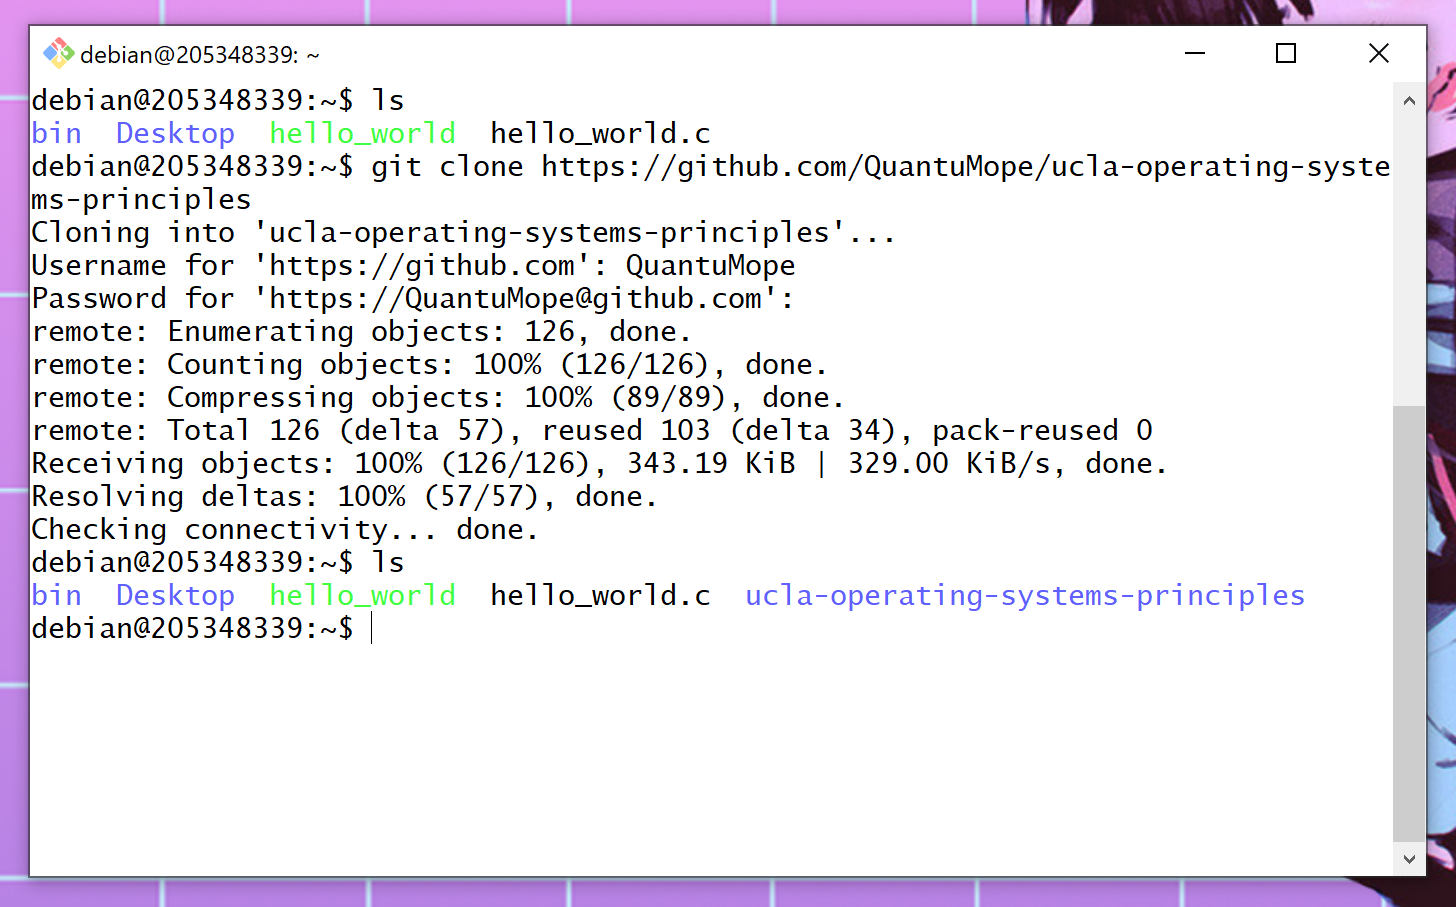 debian@205348339: ~
debian@205348339:~$ ls
bin  Desktop  hello_world  hello_world.c
debian@205348339:~$ git clone https://github.com/QuantuMope/ucla-operating-syste
ms-principles
Cloning into 'ucla-operating-systems-principles'...
Username for 'https://github.com': QuantuMope
Password for 'https://QuantuMope@github.com':
remote: Enumerating objects: 126, done.
remote: Counting objects: 100% (126/126), done.
remote: Compressing objects: 100% (89/89), done.
remote: Total 126 (delta 57), reused 103 (delta 34), pack-reused 0
Receiving objects: 100% (126/126), 343.19 KiB | 329.00 KiB/s, done.
Resolving deltas: 100% (57/57), done.
Checking connectivity... done.
debian@205348339:~$ ls
bin  Desktop  hello_world  hello_world.c  ucla-operating-systems-principles
debian@205348339:~$